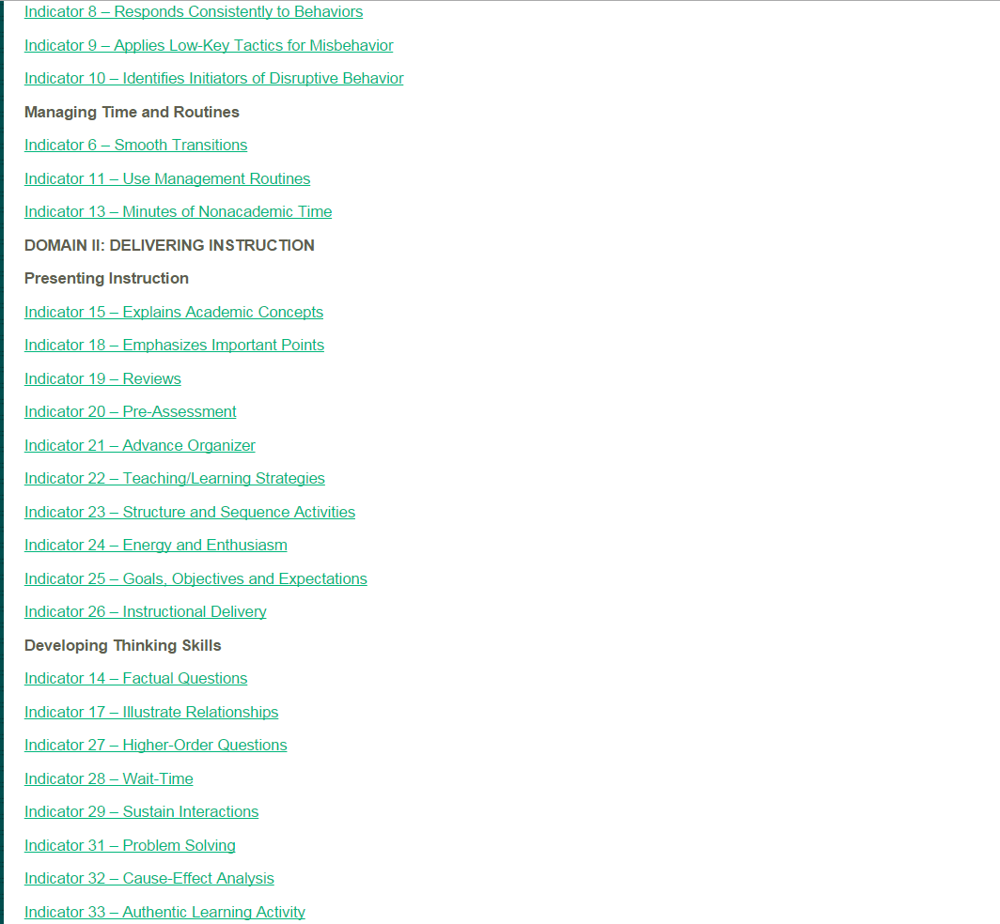 Indicator 8 – Responds Consistently to Behaviors
Indicator 9 – Applies Low-Key Tactics for Misbehavior
Indicator 10 – Identifies Initiators of Disruptive Behavior
Managing Time and Routines
Indicator 6 – Smooth Transitions
Indicator 11 – Use Management Routines
Indicator 13 – Minutes of Nonacademic Time
DOMAIN II: DELIVERING INSTRUCTION
Presenting Instruction
Indicator 15 – Explains Academic Concepts
Indicator 18 – Emphasizes Important Points
Indicator 19 – Reviews
Indicator 20 – Pre-Assessment
Indicator 21 – Advance Organizer
Indicator 22 – Teaching/Learning Strategies
Indicator 23 – Structure and Sequence Activities
Indicator 24 – Energy and Enthusiasm
Indicator 25 – Goals, Objectives and Expectations
Indicator 26 – Instructional Delivery
Developing Thinking Skills
Indicator 14 – Factual Questions
Indicator 17 – Illustrate Relationships
Indicator 27 – Higher-Order Questions
Indicator 28 – Wait-Time
Indicator 29 – Sustain Interactions
Indicator 31 – Problem Solving
Indicator 32 – Cause-Effect Analysis
Indicator 33 – Authentic Learning Activity